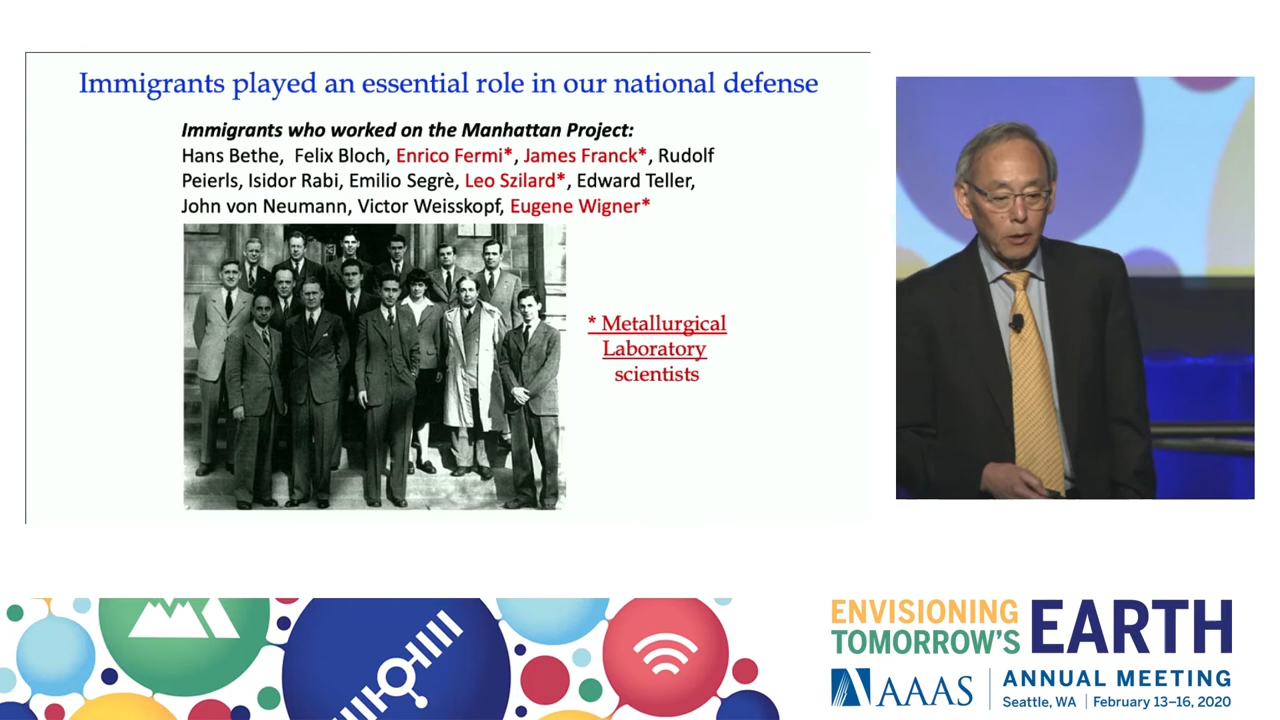 Immigrants played an essential role in our national defense
Immigrants who worked on the Manhattan Project:
Hans Bethe, Felix Bloch, Enrico Fermi*, James Franck*, Rudolf
Peierls, Isidor Rabi, Emilio Segrè, Leo Szilard*, Edward Teller,
John von Neumann, Victor Weisskopf, Eugene Wigner*
* Metallurgical
Laboratory
scientists
ENVISIONING
TOMORROW'S
EARTH
AAAS
ANNUAL MEETING
Seattle, WA | February 13–16, 2020